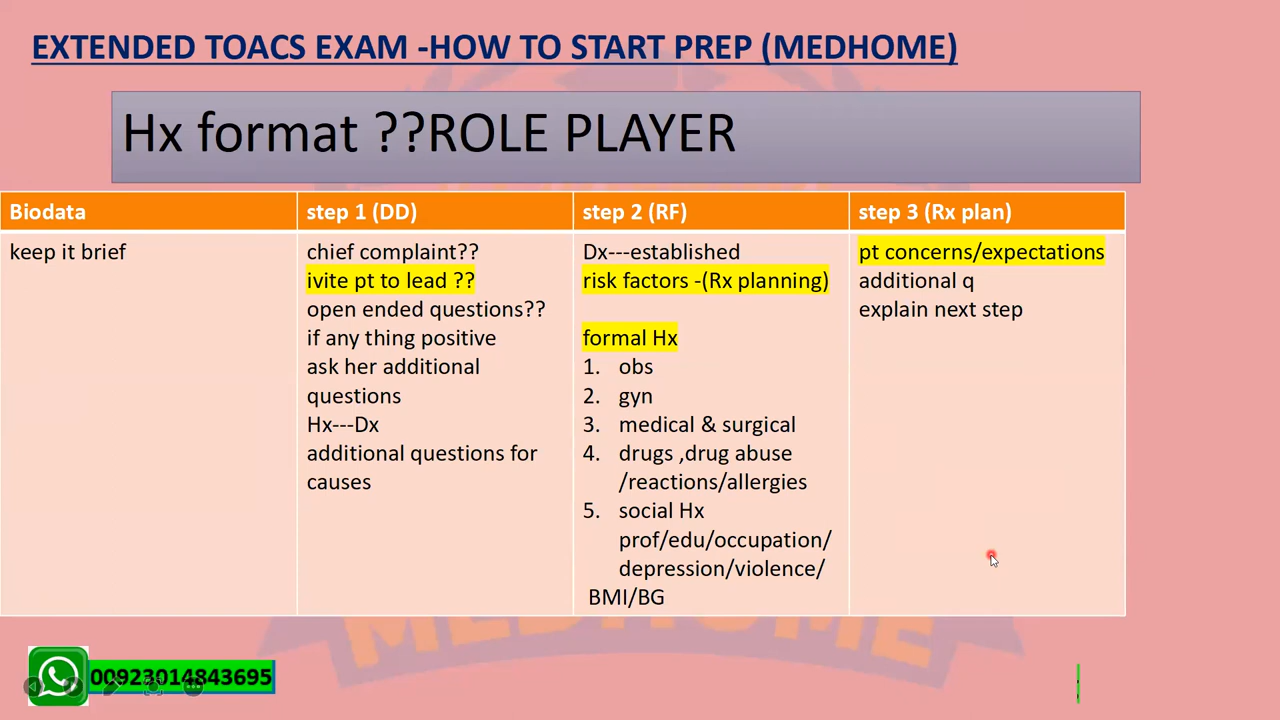 EXTENDED TOACS EXAM -HOW TO START PREP (MEDHOME)
Hx format ??ROLE PLAYER
Biodata
keep it brief
step 1 (DD)
chief complaint??
ivite pt to lead ??
open ended questions??
if any thing positive
ask her additional
questions
Hx---Dx
additional questions for
causes
step 2 (RF)
Dx---established
risk factors -(Rx planning)
formal Hx
1. obs
2. gyn
3. medical & surgical
4. drugs ,drug abuse
/reactions/allergies
5. social Hx
prof/edu/occupation/
depression/violence/
BMI/BG
step 3 (Rx plan)
pt concerns/expectations
additional q
explain next step
MEDHOME
00923014843695